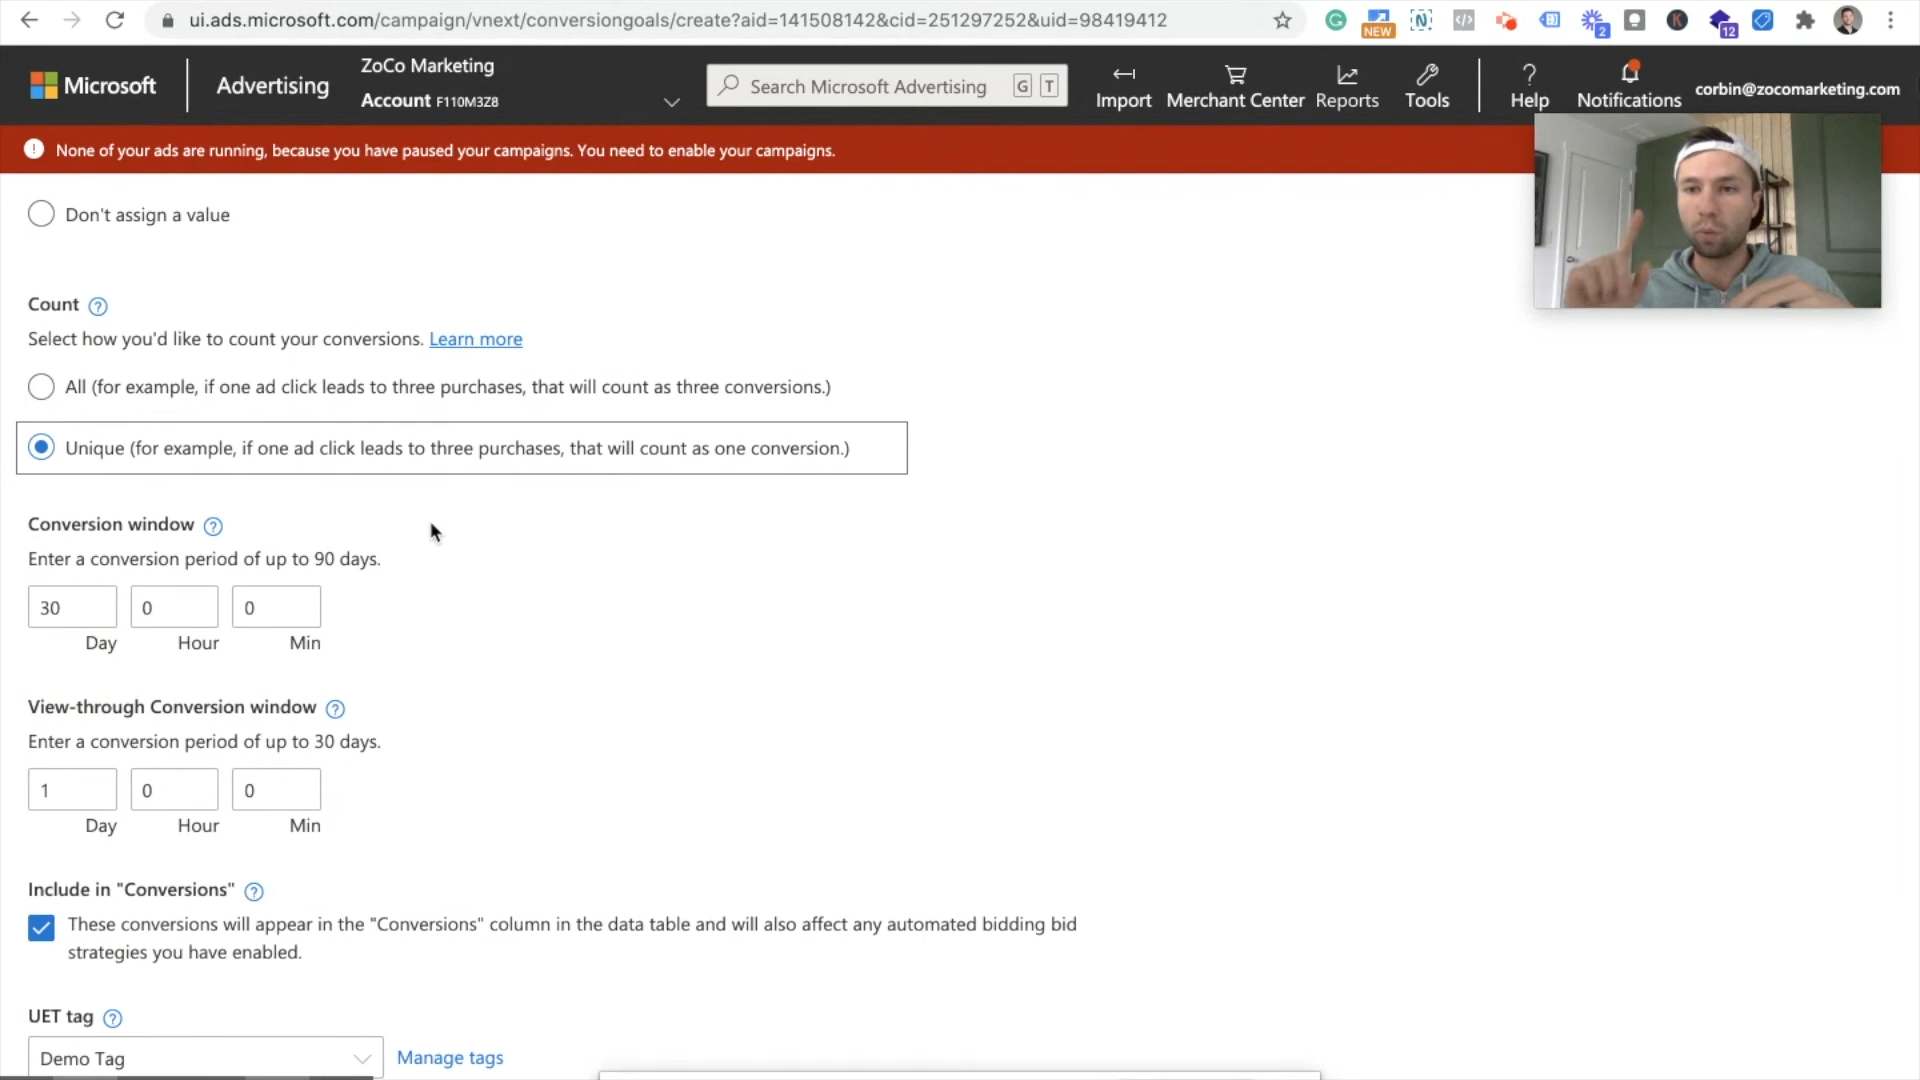 ui.ads.microsoft.com/campaign/vnext/conversiongoals/create?aid=141508142&cid=251297252&uid=98419412
NEW
2
K
12
Microsoft
Advertising
ZoCo Marketing
Account F110M3Z8
Search Microsoft Advertising
G
T
Import
Merchant Center
Reports
Tools
Help
Notifications
corbin@zocomarketing.com
None of your ads are running, because you have paused your campaigns. You need to enable your campaigns.
Don't assign a value
Count
Select how you'd like to count your conversions. Learn more
All (for example, if one ad click leads to three purchases, that will count as three conversions.)
Unique (for example, if one ad click leads to three purchases, that will count as one conversion.)
Conversion window
Enter a conversion period of up to 90 days.
30 0 0
Day Hour Min
View-through Conversion window
Enter a conversion period of up to 30 days.
1 0 0
Day Hour Min
Include in "Conversions"
These conversions will appear in the "Conversions" column in the data table and will also affect any automated bidding bid
strategies you have enabled.
UET tag
Demo Tag
Manage tags